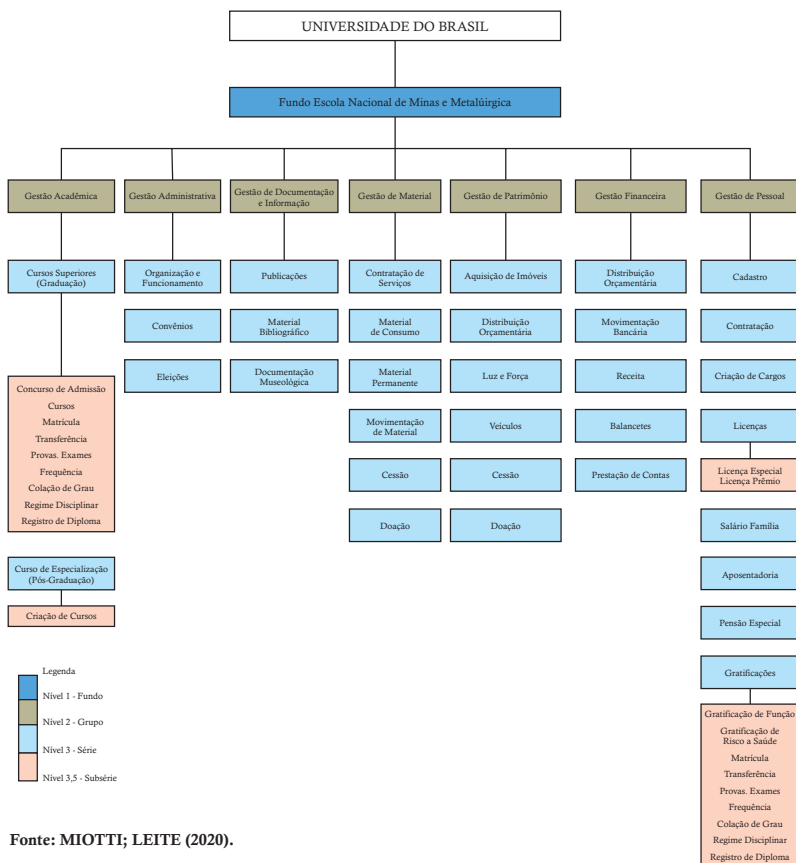 UNIVERSIDADE DO BRASIL
Fundo Escola Nacional de Minas e Metalúirgica
Gestão Acadêmica
Gestão Administrativa
Gestão de Documentação
e Informação
Gestão de Material
Gestão de Patrimônio
Gestão Financeira
Gestão de Pessoal
Cursos Superiores
(Graduação)
Concurso de Admissão
Cursos
Matrícula
Transferência
Provas. Exames
Frequência
Colação de Grau
Regime Disciplinar
Registro de Diploma
Curso de Especialização
(Pós-Graduação)
Criação de Cursos
Organização e
Funcionamento
Convênios
Eleições
Publicações
Material
Bibliográfico
Documentação
Museológica
Contratação de
Serviços
Material
de Consumo
Material
Permanente
Movimentação
de Material
Cessão
Doação
Aquisição de Imóveis
Distribuição
Orçamentária
Luz e Força
Veículos
Cessão
Doação
Distribuição
Orçamentária
Movimentação
Bancária
Receita
Balancetes
Prestação de Contas
Cadastro
Contratação
Criação de Cargos
Licenças
Licença Especial
Licença Prêmio
Salário Família
Aposentadoria
Pensão Especial
Gratificações
Gratificação de Função
Gratificação de
Risco a Saúde
Matrícula
Transferência
Provas. Exames
Frequência
Colação de Grau
Regime Disciplinar
Registro de Diploma
Legenda
Nível 1 - Fundo
Nível 2 - Grupo
Nível 3 - Série
Nível 3,5 - Subsérie
Fonte: MIOTTI; LEITE (2020).